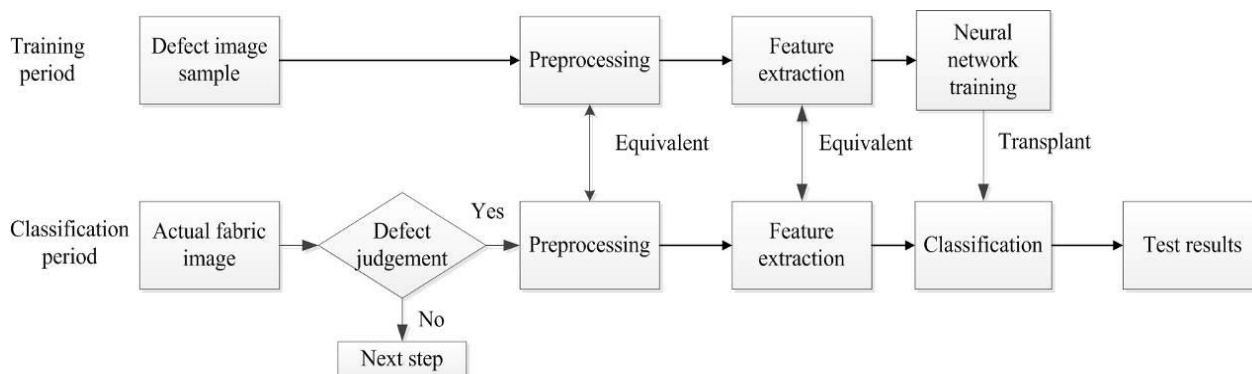 Training
period
Defect image
sample
Preprocessing
Feature
extraction
Neural
network
training
Equivalent
Equivalent
Transplant
Classification
period
Actual fabric
image
Defect
judgement
Yes
Preprocessing
Feature
extraction
Classification
Test results
No
Next step